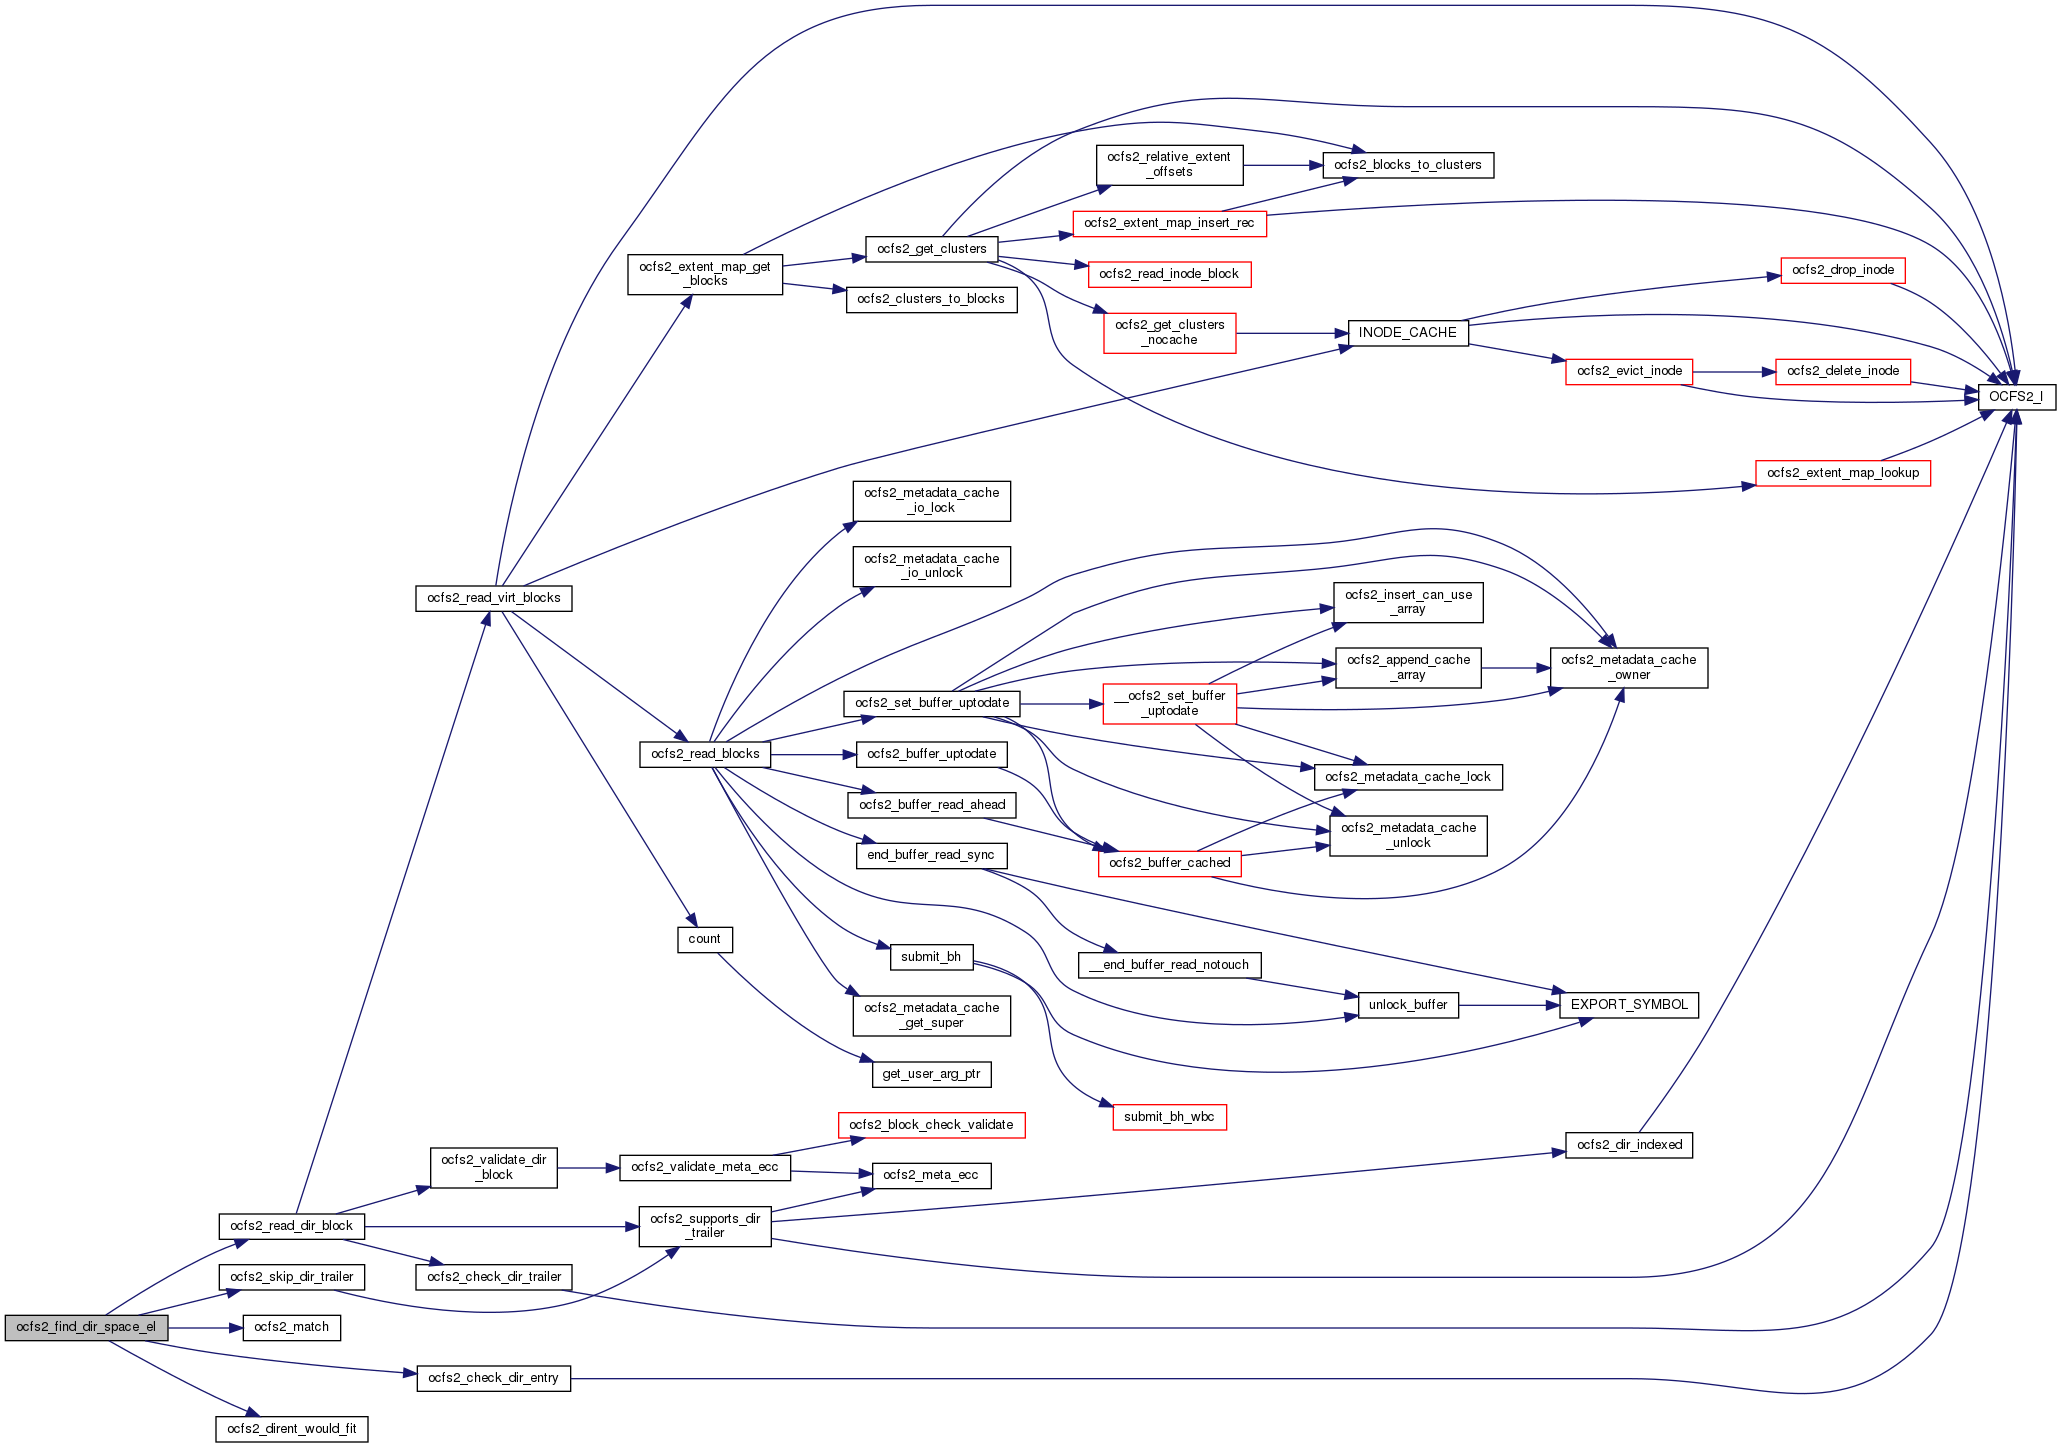 ocfs2_relative_extent
_offsets
ocfs2_blocks_to_clusters
ocfs2_extent_map_insert_rec
ocfs2_get_clusters
ocfs2_extent_map_get
_blocks
ocfs2_read_inode_block
ocfs2_drop_inode
ocfs2_clusters_to_blocks
ocfs2_get_clusters
_nocache
INODE_CACHE
ocfs2_evict_inode
ocfs2_delete_inode
OCFS2_I
ocfs2_extent_map_lookup
ocfs2_metadata_cache
_io_lock
ocfs2_metadata_cache
_io_unlock
ocfs2_read_virt_blocks
ocfs2_insert_can_use
_array
ocfs2_append_cache
_array
ocfs2_metadata_cache
_owner
ocfs2_set_buffer_uptodate
__ocfs2_set_buffer
_uptodate
ocfs2_read_blocks
ocfs2_buffer_uptodate
ocfs2_metadata_cache_lock
ocfs2_buffer_read_ahead
ocfs2_metadata_cache
_unlock
end_buffer_read_sync
ocfs2_buffer_cached
count
submit_bh
__end_buffer_read_notouch
unlock_buffer
EXPORT_SYMBOL
ocfs2_metadata_cache
_get_super
get_user_arg_ptr
submit_bh_wbc
ocfs2_block_check_validate
ocfs2_dir_indexed
ocfs2_validate_dir
_block
ocfs2_validate_meta_ecc
ocfs2_meta_ecc
ocfs2_read_dir_block
ocfs2_supports_dir
_trailer
ocfs2_skip_dir_trailer
ocfs2_check_dir_trailer
ocfs2_find_dir_space_el
ocfs2_match
ocfs2_check_dir_entry
ocfs2_dirent_would_fit